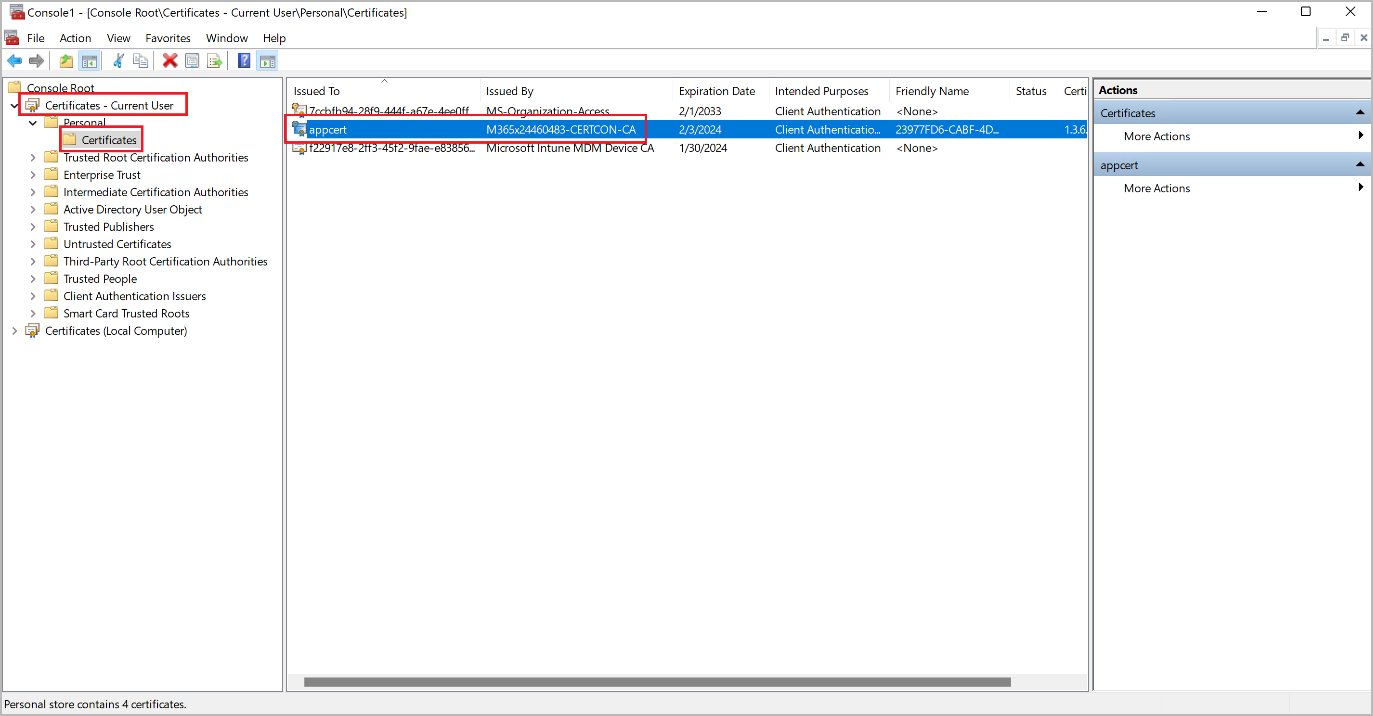 Console1 - [Console Root\Certificates - Current User\Personal\Certificates]
File Action View Favorites Window Help
Console Root
Certificates - Current User
Personal
Certificates
Trusted Root Certification Authorities
Enterprise Trust
Intermediate Certification Authorities
Active Directory User Object
Trusted Publishers
Untrusted Certificates
Third-Party Root Certification Authorities
Trusted People
Client Authentication Issuers
Smart Card Trusted Roots
Certificates (Local Computer)
Issued To Issued By Expiration Date Intended Purposes Friendly Name Status Certi
7ccbfb94-28f9-444f-a67e-4ee0ff... MS-Organization-Access 2/1/2033 Client Authentication <None>
appcert M365x24460483-CERTCON-CA 2/3/2024 Client Authenticatio... 23977FD6-CABF-4D... 1.3.6.
f22917e8-2ff3-45f2-9fae-e83856... Microsoft Intune MDM Device CA 1/30/2024 Client Authentication <None>
Actions
Certificates
More Actions
appcert
More Actions
Personal store contains 4 certificates.